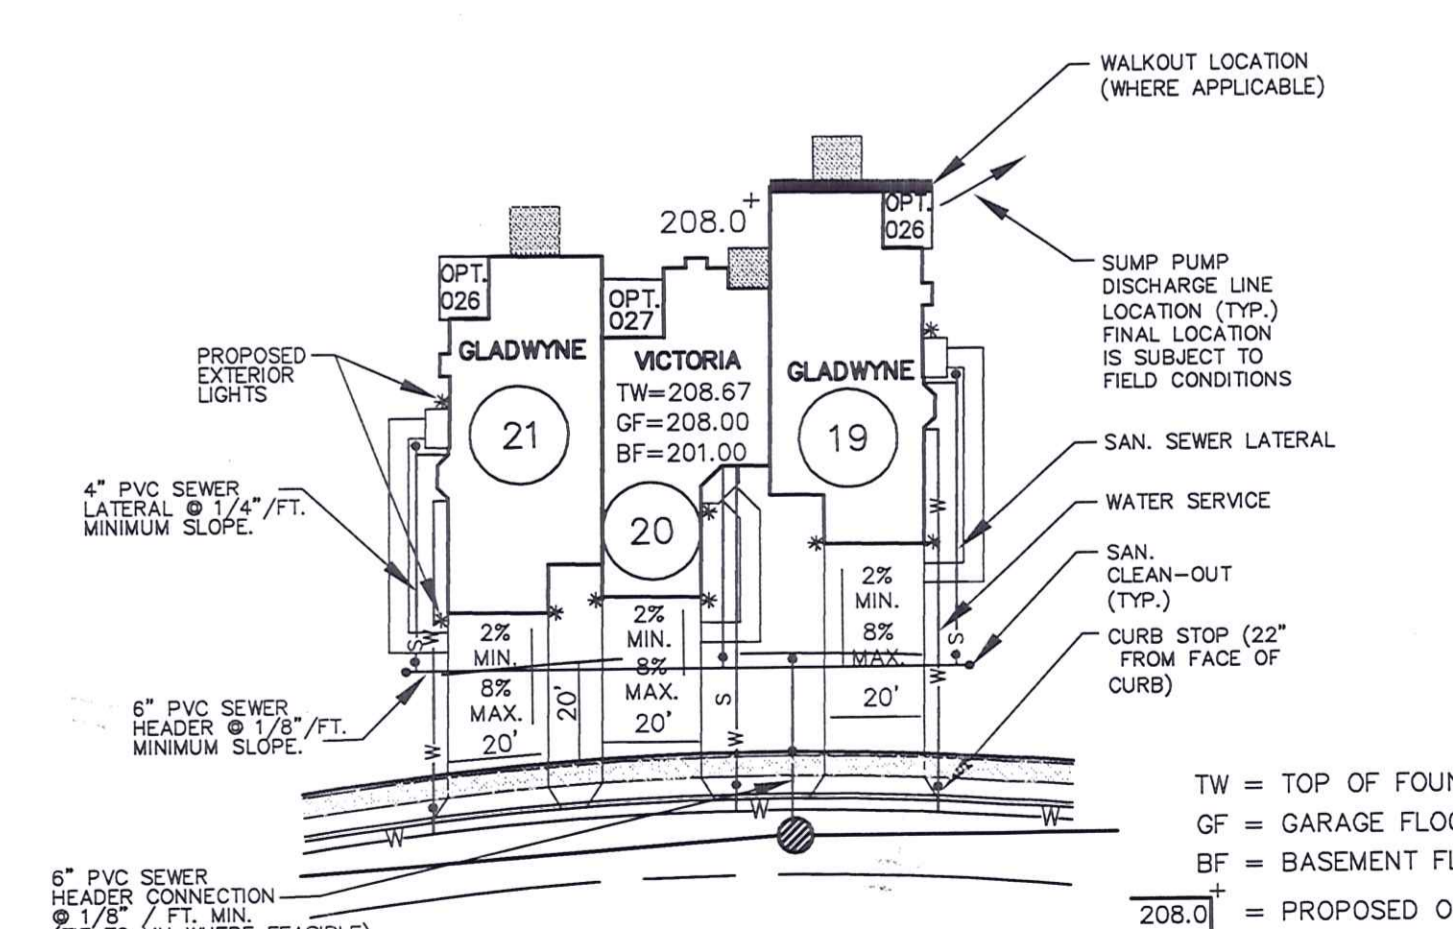 WALKOUT LOCATION
(WHERE APPLICABLE)
208.0+
OPT.
026
OPT.
026
OPT.
027
SUMP PUMP
DISCHARGE LINE
LOCATION (TYP.)
FINAL LOCATION
IS SUBJECT TO
FIELD CONDITIONS
PROPOSED
EXTERIOR
LIGHTS
GLADWYNE
21
VICTORIA
TW=208.67
GF=208.00
BF=201.00
20
GLADWYNE
19
SAN. SEWER LATERAL
WATER SERVICE
SAN.
CLEAN-OUT
(TYP.)
CURB STOP (22"
FROM FACE OF
CURB)
4" PVC SEWER
LATERAL @ 1/4"/FT.
MINIMUM SLOPE.
6" PVC SEWER
HEADER @ 1/8"/FT.
MINIMUM SLOPE.
2%
MIN.
8%
MAX.
20'
20'
2%
MIN.
8%
MAX.
20'
2%
MIN.
8%
MAX.
20'
S
W
W
S
W
W
S
W
W
W
W
6" PVC SEWER
HEADER CONNECTION
@ 1/8" / FT. MIN.
WHERE FEASIBLE)
TW = TOP OF FOUN
GF = GARAGE FLOO
BF = BASEMENT FL
208.0+ = PROPOSED O